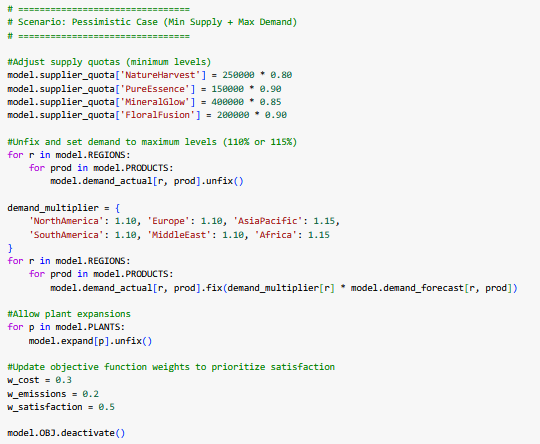 # ================================
# Scenario: Pessimistic Case (Min Supply + Max Demand)
# ================================
#Adjust supply quotas (minimum levels)
model.supplier_quota['NatureHarvest'] = 250000 * 0.80
model.supplier_quota['PureEssence'] = 150000 * 0.90
model.supplier_quota['MineralGlow'] = 400000 * 0.85
model.supplier_quota['FloralFusion'] = 200000 * 0.90
#Unfix and set demand to maximum levels (110% or 115%)
for r in model.REGIONS:
    for prod in model.PRODUCTS:
        model.demand_actual[r, prod].unfix()
demand_multiplier = {
    'NorthAmerica': 1.10, 'Europe': 1.10, 'AsiaPacific': 1.15,
    'SouthAmerica': 1.10, 'MiddleEast': 1.10, 'Africa': 1.15
}
for r in model.REGIONS:
    for prod in model.PRODUCTS:
        model.demand_actual[r, prod].fix(demand_multiplier[r] * model.demand_forecast[r, prod])
#Allow plant expansions
for p in model.PLANTS:
    model.expand[p].unfix()
#Update objective function weights to prioritize satisfaction
w_cost = 0.3
w_emissions = 0.2
w_satisfaction = 0.5
model.OBJ.deactivate()